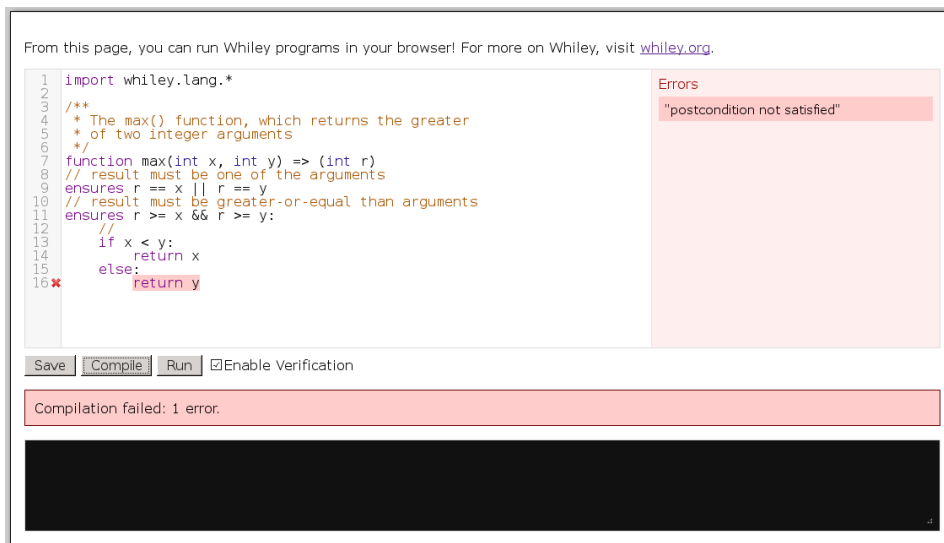 From this page, you can run Whiley programs in your browser! For more on Whiley, visit whiley.org.
1 import whiley.lang.*
2
3 /**
4  * The max() function, which returns the greater
5  * of two integer arguments
6  */
7 function max(int x, int y) => (int r)
8 // result must be one of the arguments
9 ensures r == x || r == y
10 // result must be greater-or-equal than arguments
11 ensures r >= x && r >= y:
12     //
13     if x < y:
14         return x
15     else:
16         return y
Errors
"postcondition not satisfied"
Save Compile Run Enable Verification
Compilation failed: 1 error.